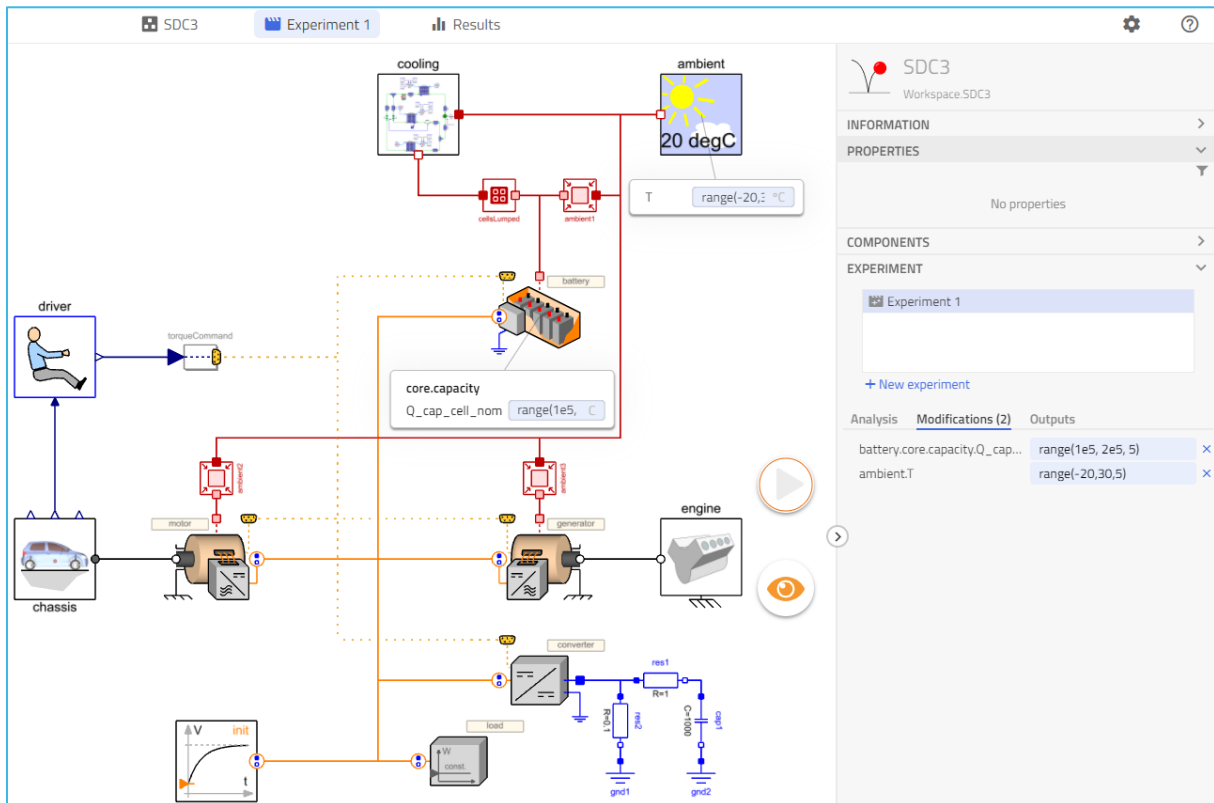 SDC3
Experiment 1
Results
cooling
ambient
20 degC
T range(-20,3 °C
cellsLumped
ambient1
battery
driver
torqueCommand
core.capacity
Q_cap_cell_nom range(1e5, C
ambient2
ambient3
motor
generator
engine
chassis
converter
res1
R=1
R=0.1
res2
C=1000
cap1
gnd1
gnd2
load
V
init
t
W
const.
SDC3
Workspace.SDC3
INFORMATION
PROPERTIES
No properties
COMPONENTS
EXPERIMENT
Experiment 1
+ New experiment
Analysis Modifications (2) Outputs
battery.core.capacity.Q_cap... range(1e5, 2e5, 5)
ambient.T range(-20,30,5)